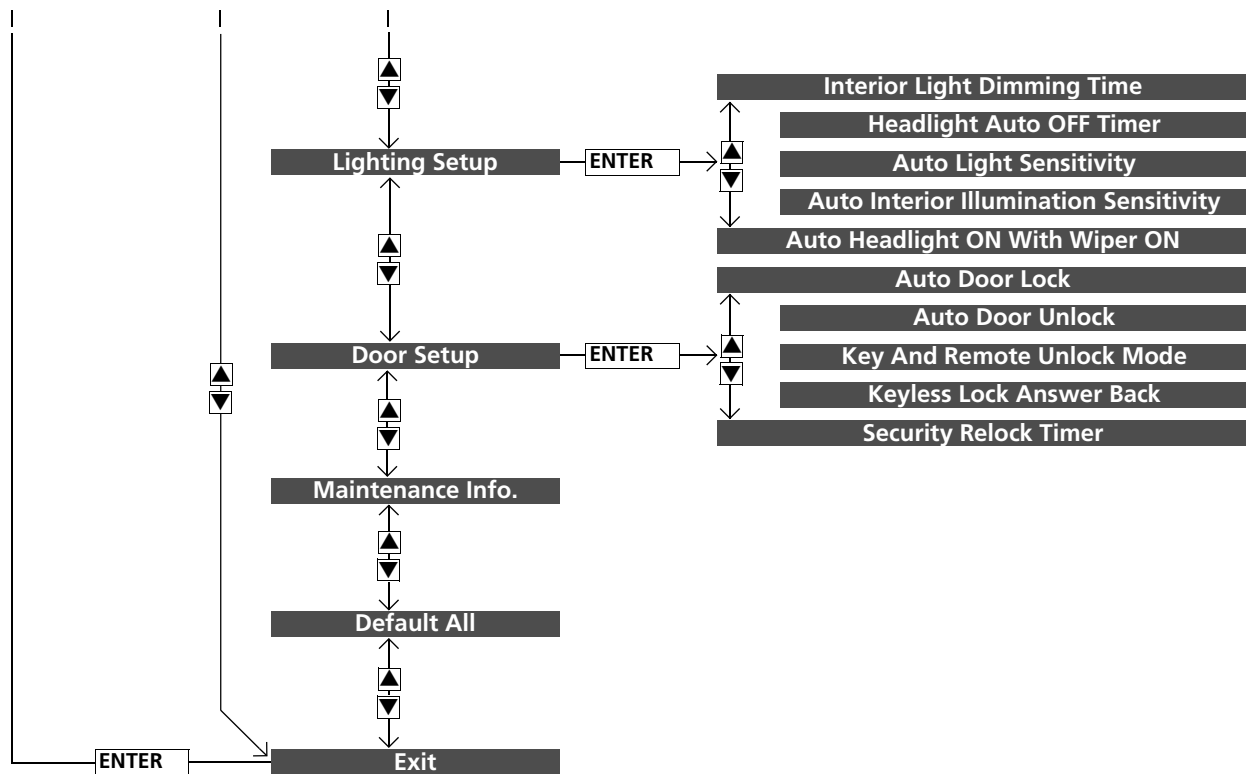 Interior Light Dimming Time
Headlight Auto OFF Timer
Lighting Setup
ENTER
Auto Light Sensitivity
Auto Interior Illumination Sensitivity
Auto Headlight ON With Wiper ON
Auto Door Lock
Auto Door Unlock
Door Setup
ENTER
Key And Remote Unlock Mode
Keyless Lock Answer Back
Security Relock Timer
Maintenance Info.
Default All
ENTER
Exit